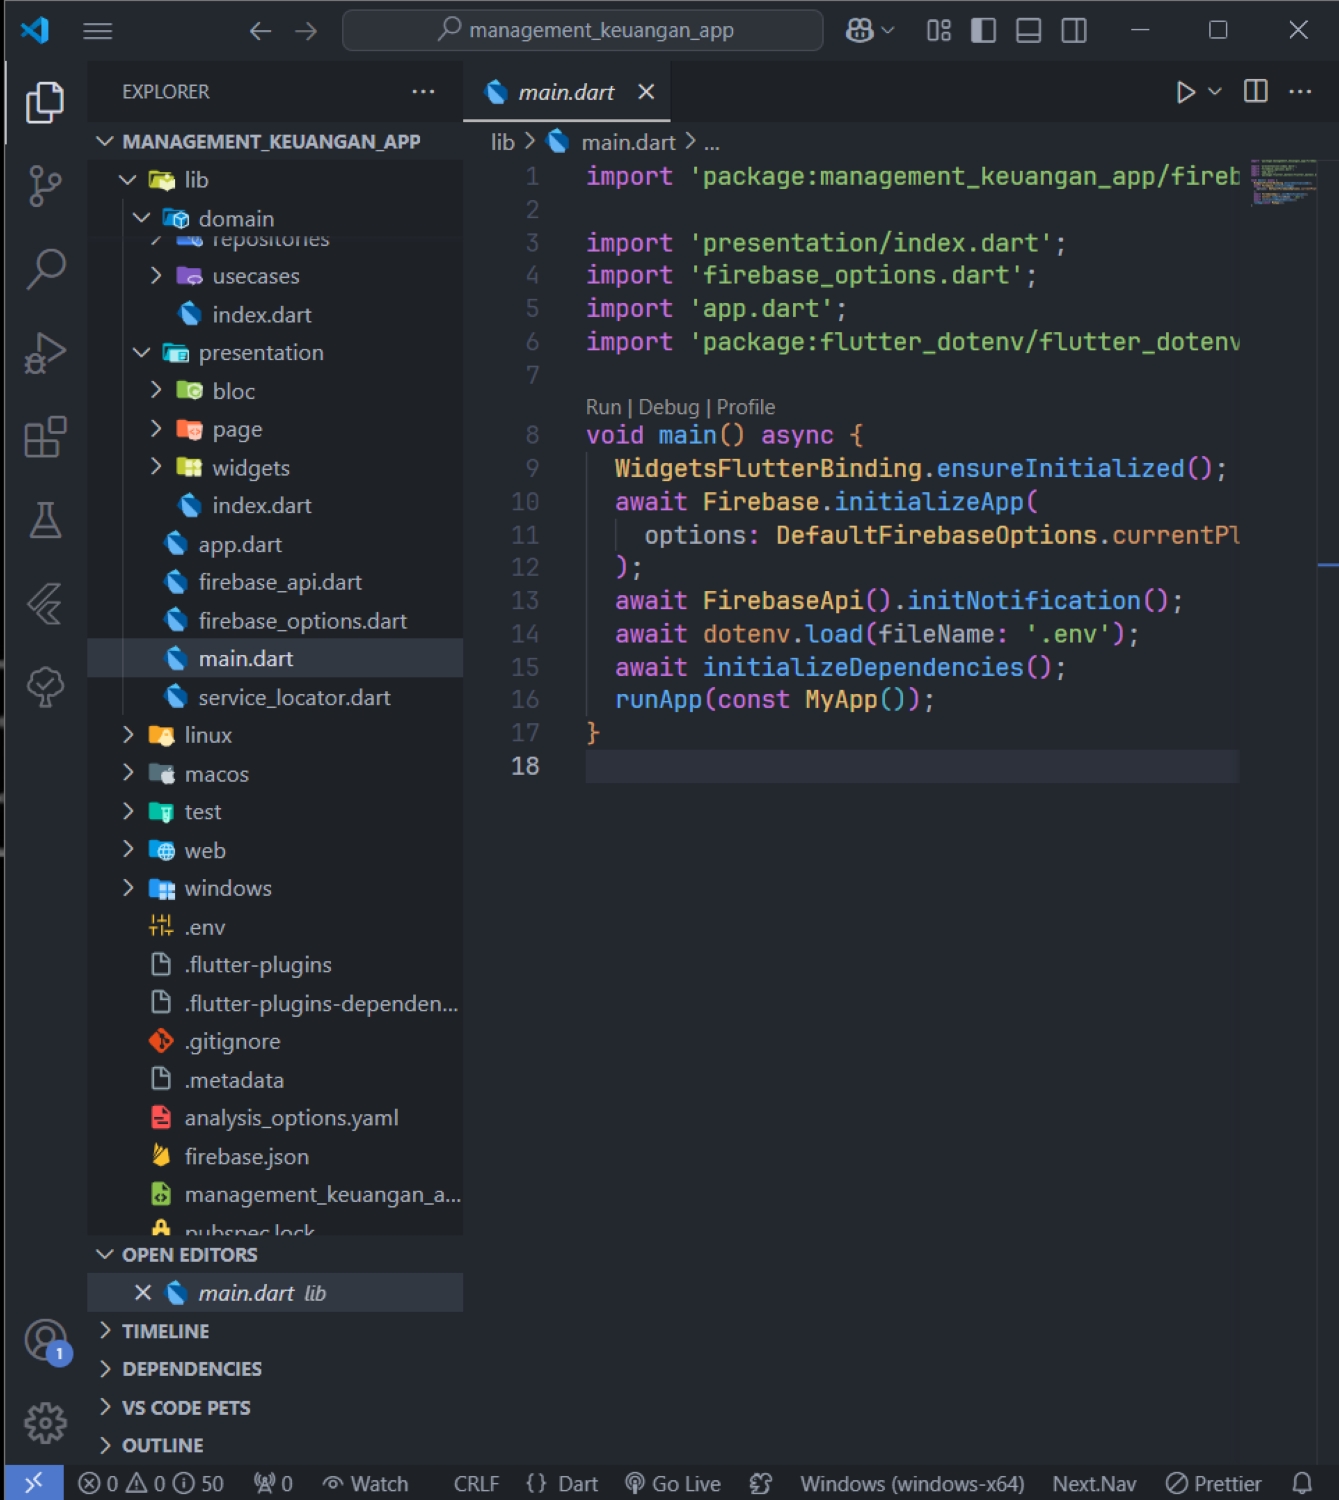 management_keuangan_app
EXPLORER
main.dart
MANAGEMENT_KEUANGAN_APP
lib > main.dart > ...
lib
domain
repositories
usecases
index.dart
presentation
bloc
page
widgets
index.dart
app.dart
firebase_api.dart
firebase_options.dart
main.dart
service_locator.dart
linux
macos
test
web
windows
.env
.flutter-plugins
.flutter-plugins-dependen...
.gitignore
.metadata
analysis_options.yaml
firebase.json
management_keuangan_a...
pubspec.lock
OPEN EDITORS
main.dart lib
TIMELINE
DEPENDENCIES
VS CODE PETS
OUTLINE
1 import 'package:management_keuangan_app/fireb
2
3 import 'presentation/index.dart';
4 import 'firebase_options.dart';
5 import 'app.dart';
6 import 'package:flutter_dotenv/flutter_dotenv
7
Run | Debug | Profile
8 void main() async {
9 WidgetsFlutterBinding.ensureInitialized();
10 await Firebase.initializeApp(
11 options: DefaultFirebaseOptions.currentPl
12 );
13 await FirebaseApi().initNotification();
14 await dotenv.load(fileName: '.env');
15 await initializeDependencies();
16 runApp(const MyApp());
17 }
18
1
0 0 50 0 Watch CRLF {} Dart Go Live Windows (windows-x64) Next.Nav Prettier